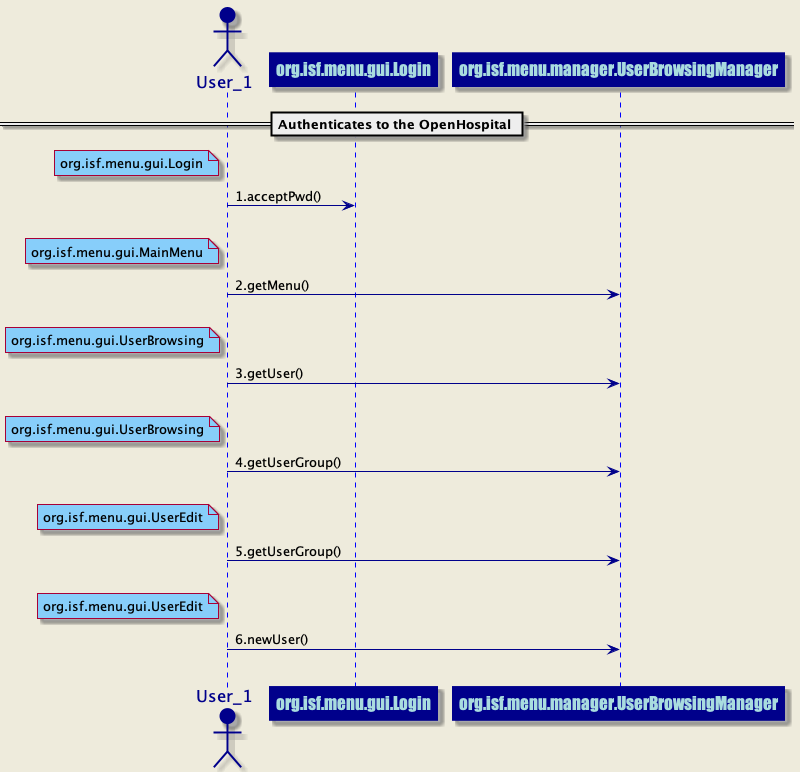 User_1
org.isf.menu.gui.Login
org.isf.menu.manager.UserBrowsingManager
Authenticates to the OpenHospital
org.isf.menu.gui.Login
1.acceptPwd()
org.isf.menu.gui.MainMenu
2.getMenu()
org.isf.menu.gui.UserBrowsing
3.getUser()
org.isf.menu.gui.UserBrowsing
4.getUserGroup()
org.isf.menu.gui.UserEdit
5.getUserGroup()
org.isf.menu.gui.UserEdit
6.newUser()
User_1
org.isf.menu.gui.Login
org.isf.menu.manager.UserBrowsingManager